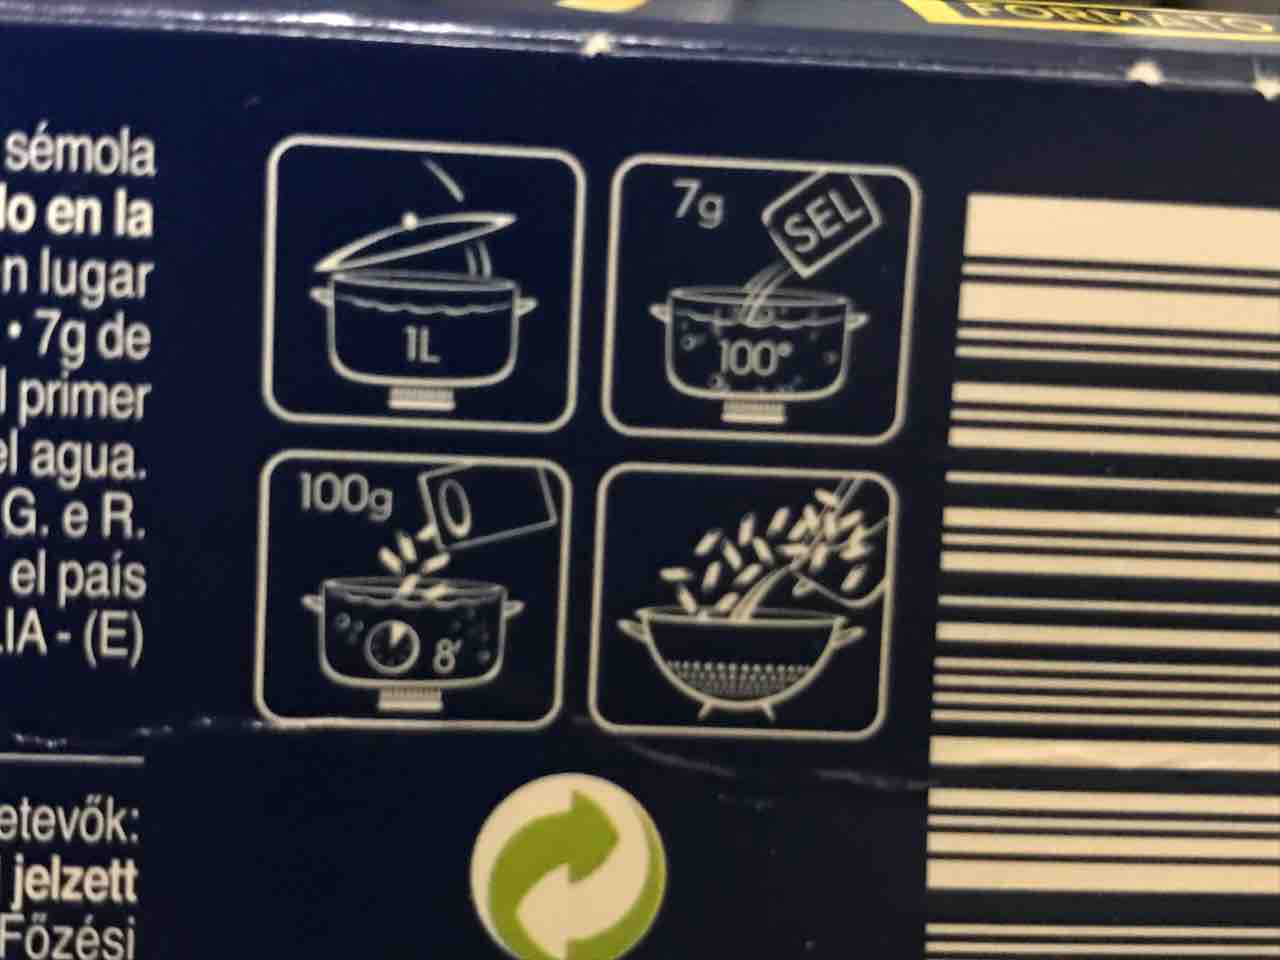 FORMATO
sémola
lo en la
n lugar
• 7g de
l primer
el agua.
G. e R.
el país
LIA - (E)
1L
7g
SEL
100°
100g
8'
etevők:
jelzett
Főzési